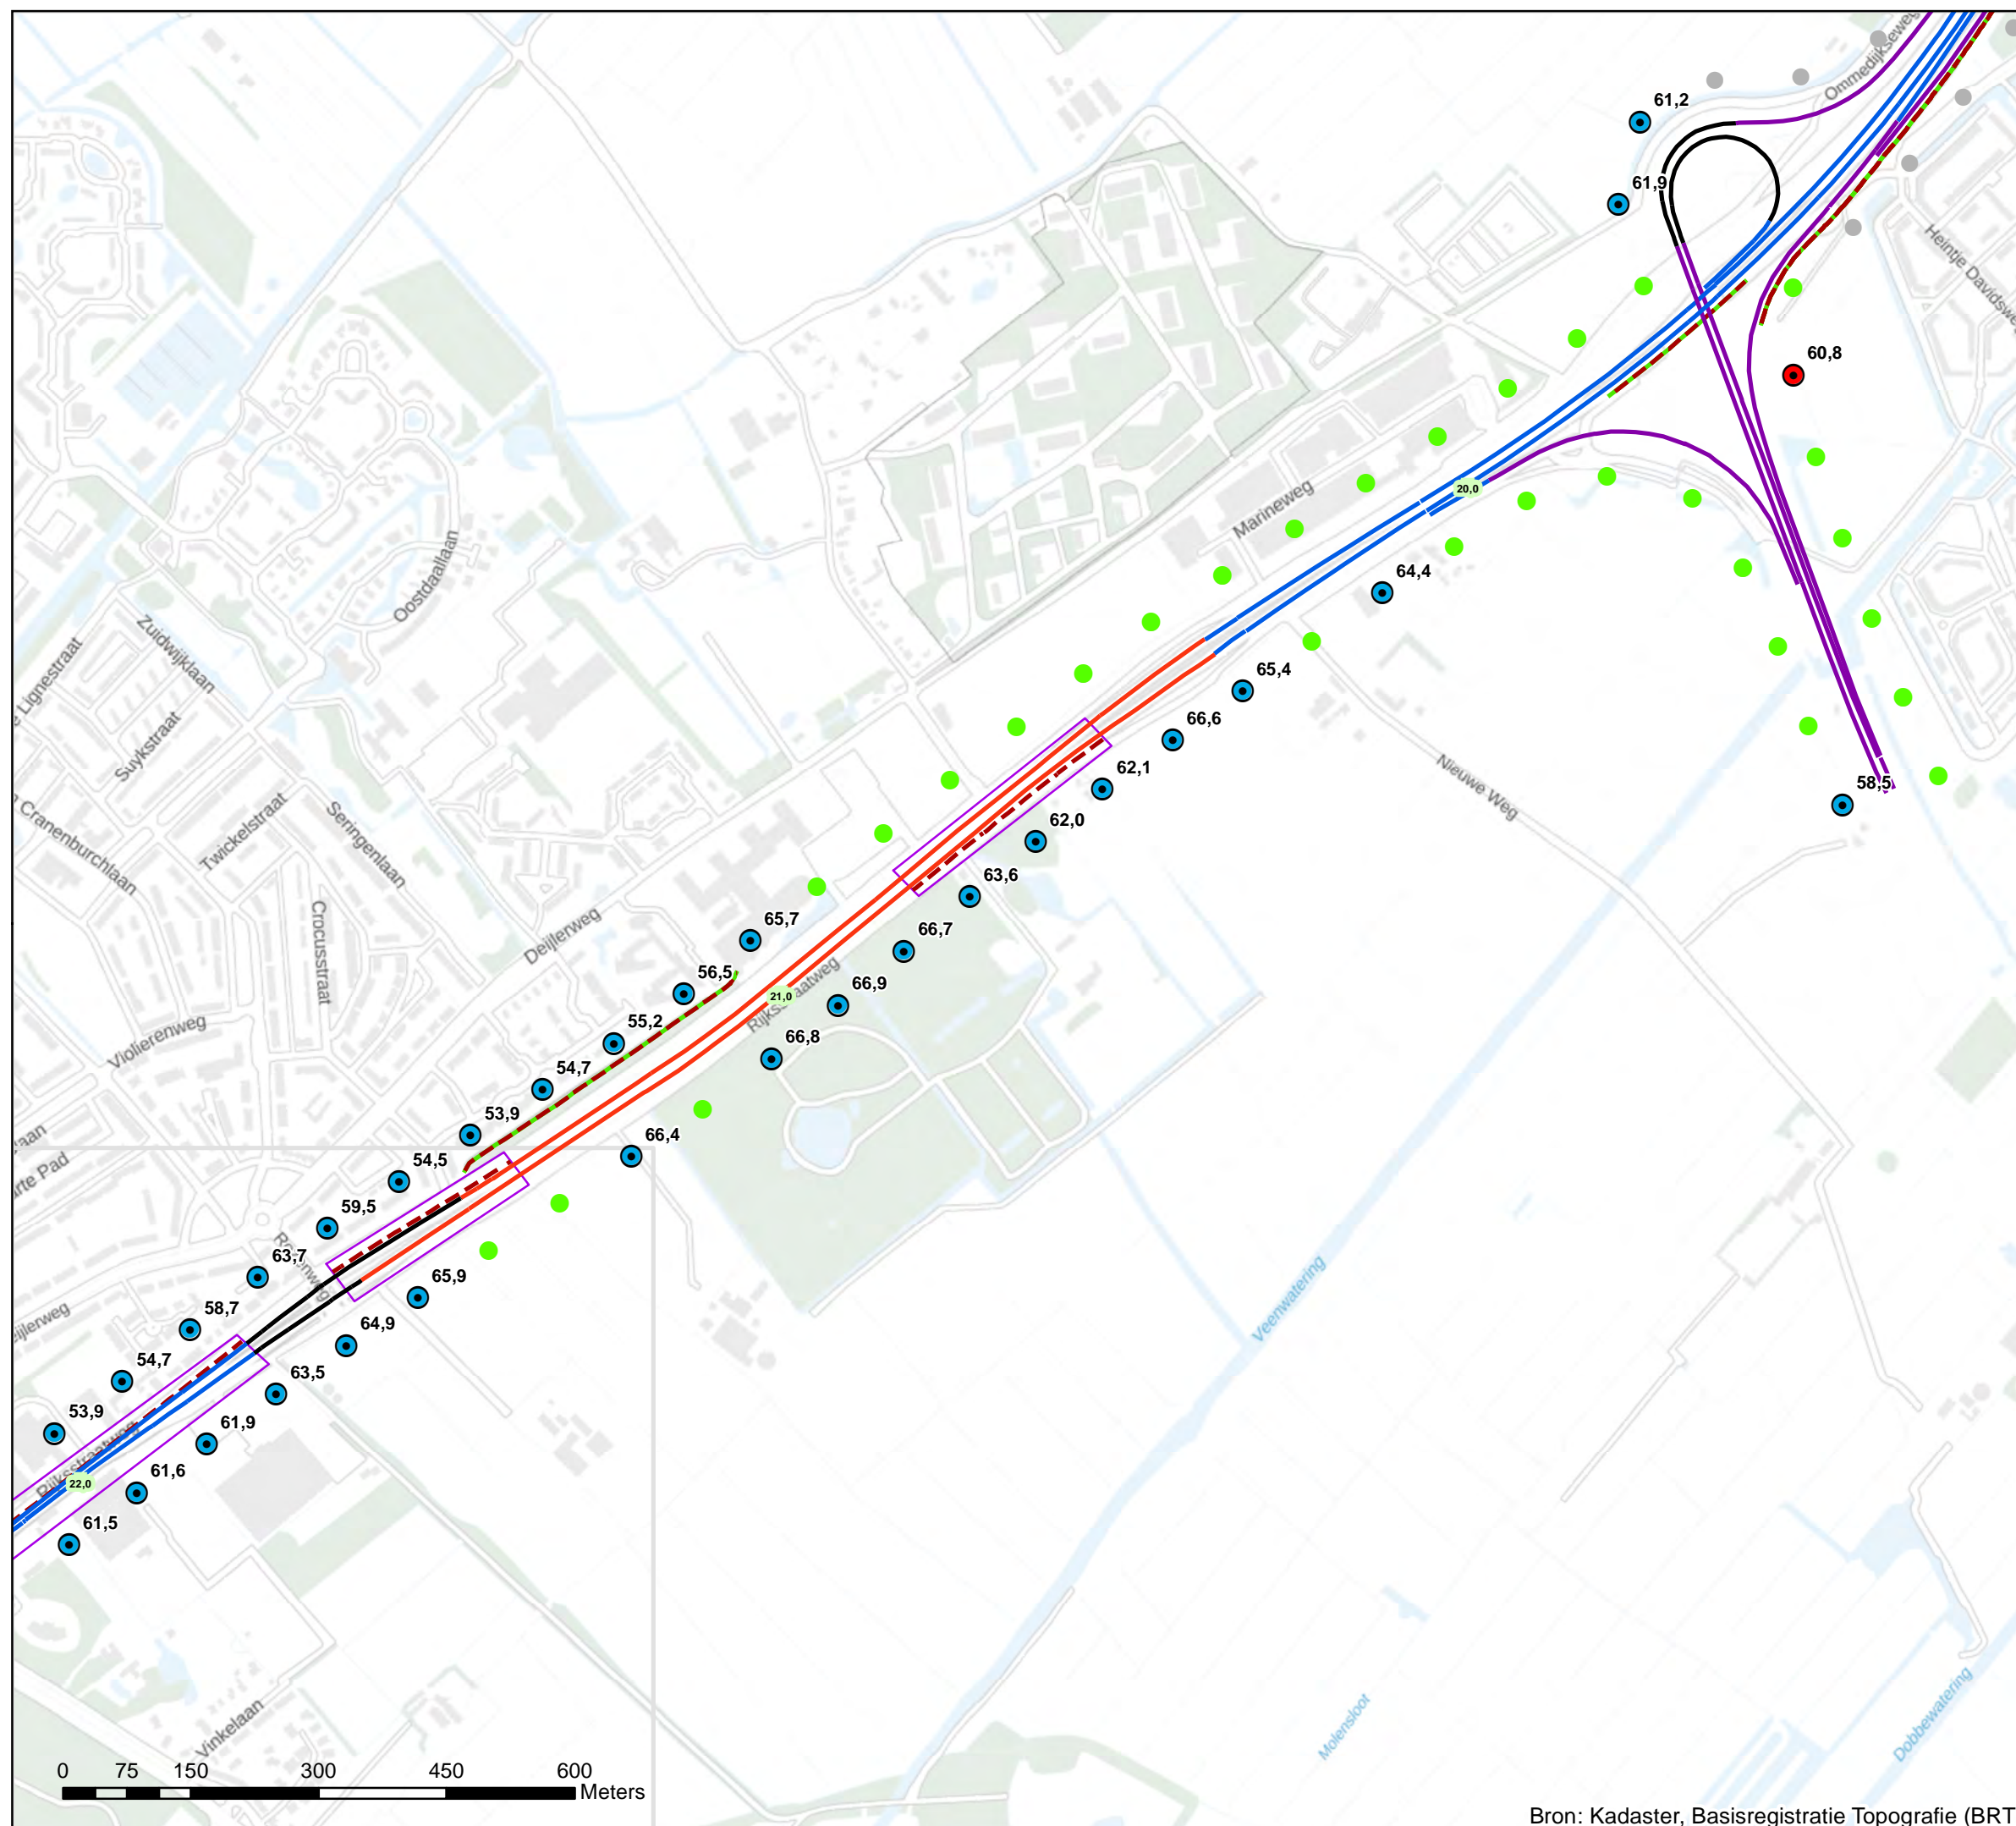 Ommedijkseweg
61,2
61,9
Heintje Davidsweg
60,8
20,0
Marineweg
64,4
Oostdaallaan
Zuidwijklaan
Lignestraat
65,4
66,6
Suykstraat
62,1
58,5
Nieuwe Weg
62,0
Twickelstraat
Seringenlaan
Cranenburchlaan
63,6
Crocusstraat
Deijlerweg
65,7
66,7
56,5
21,0
Rijksstraatweg
66,9
55,2
Violierenweg
66,8
54,7
53,9
66,4
54,5
Pad
59,5
63,7
65,9
58,7
64,9
Veenwatering
54,7
63,5
53,9
61,9
Rijksstraatweg
61,6
22,0
61,5
Vinkelaan
Molensloot
Dobbewatering
0 75 150 300 450 600
Meters
Bron: Kadaster, Basisregistratie Topografie (BRT